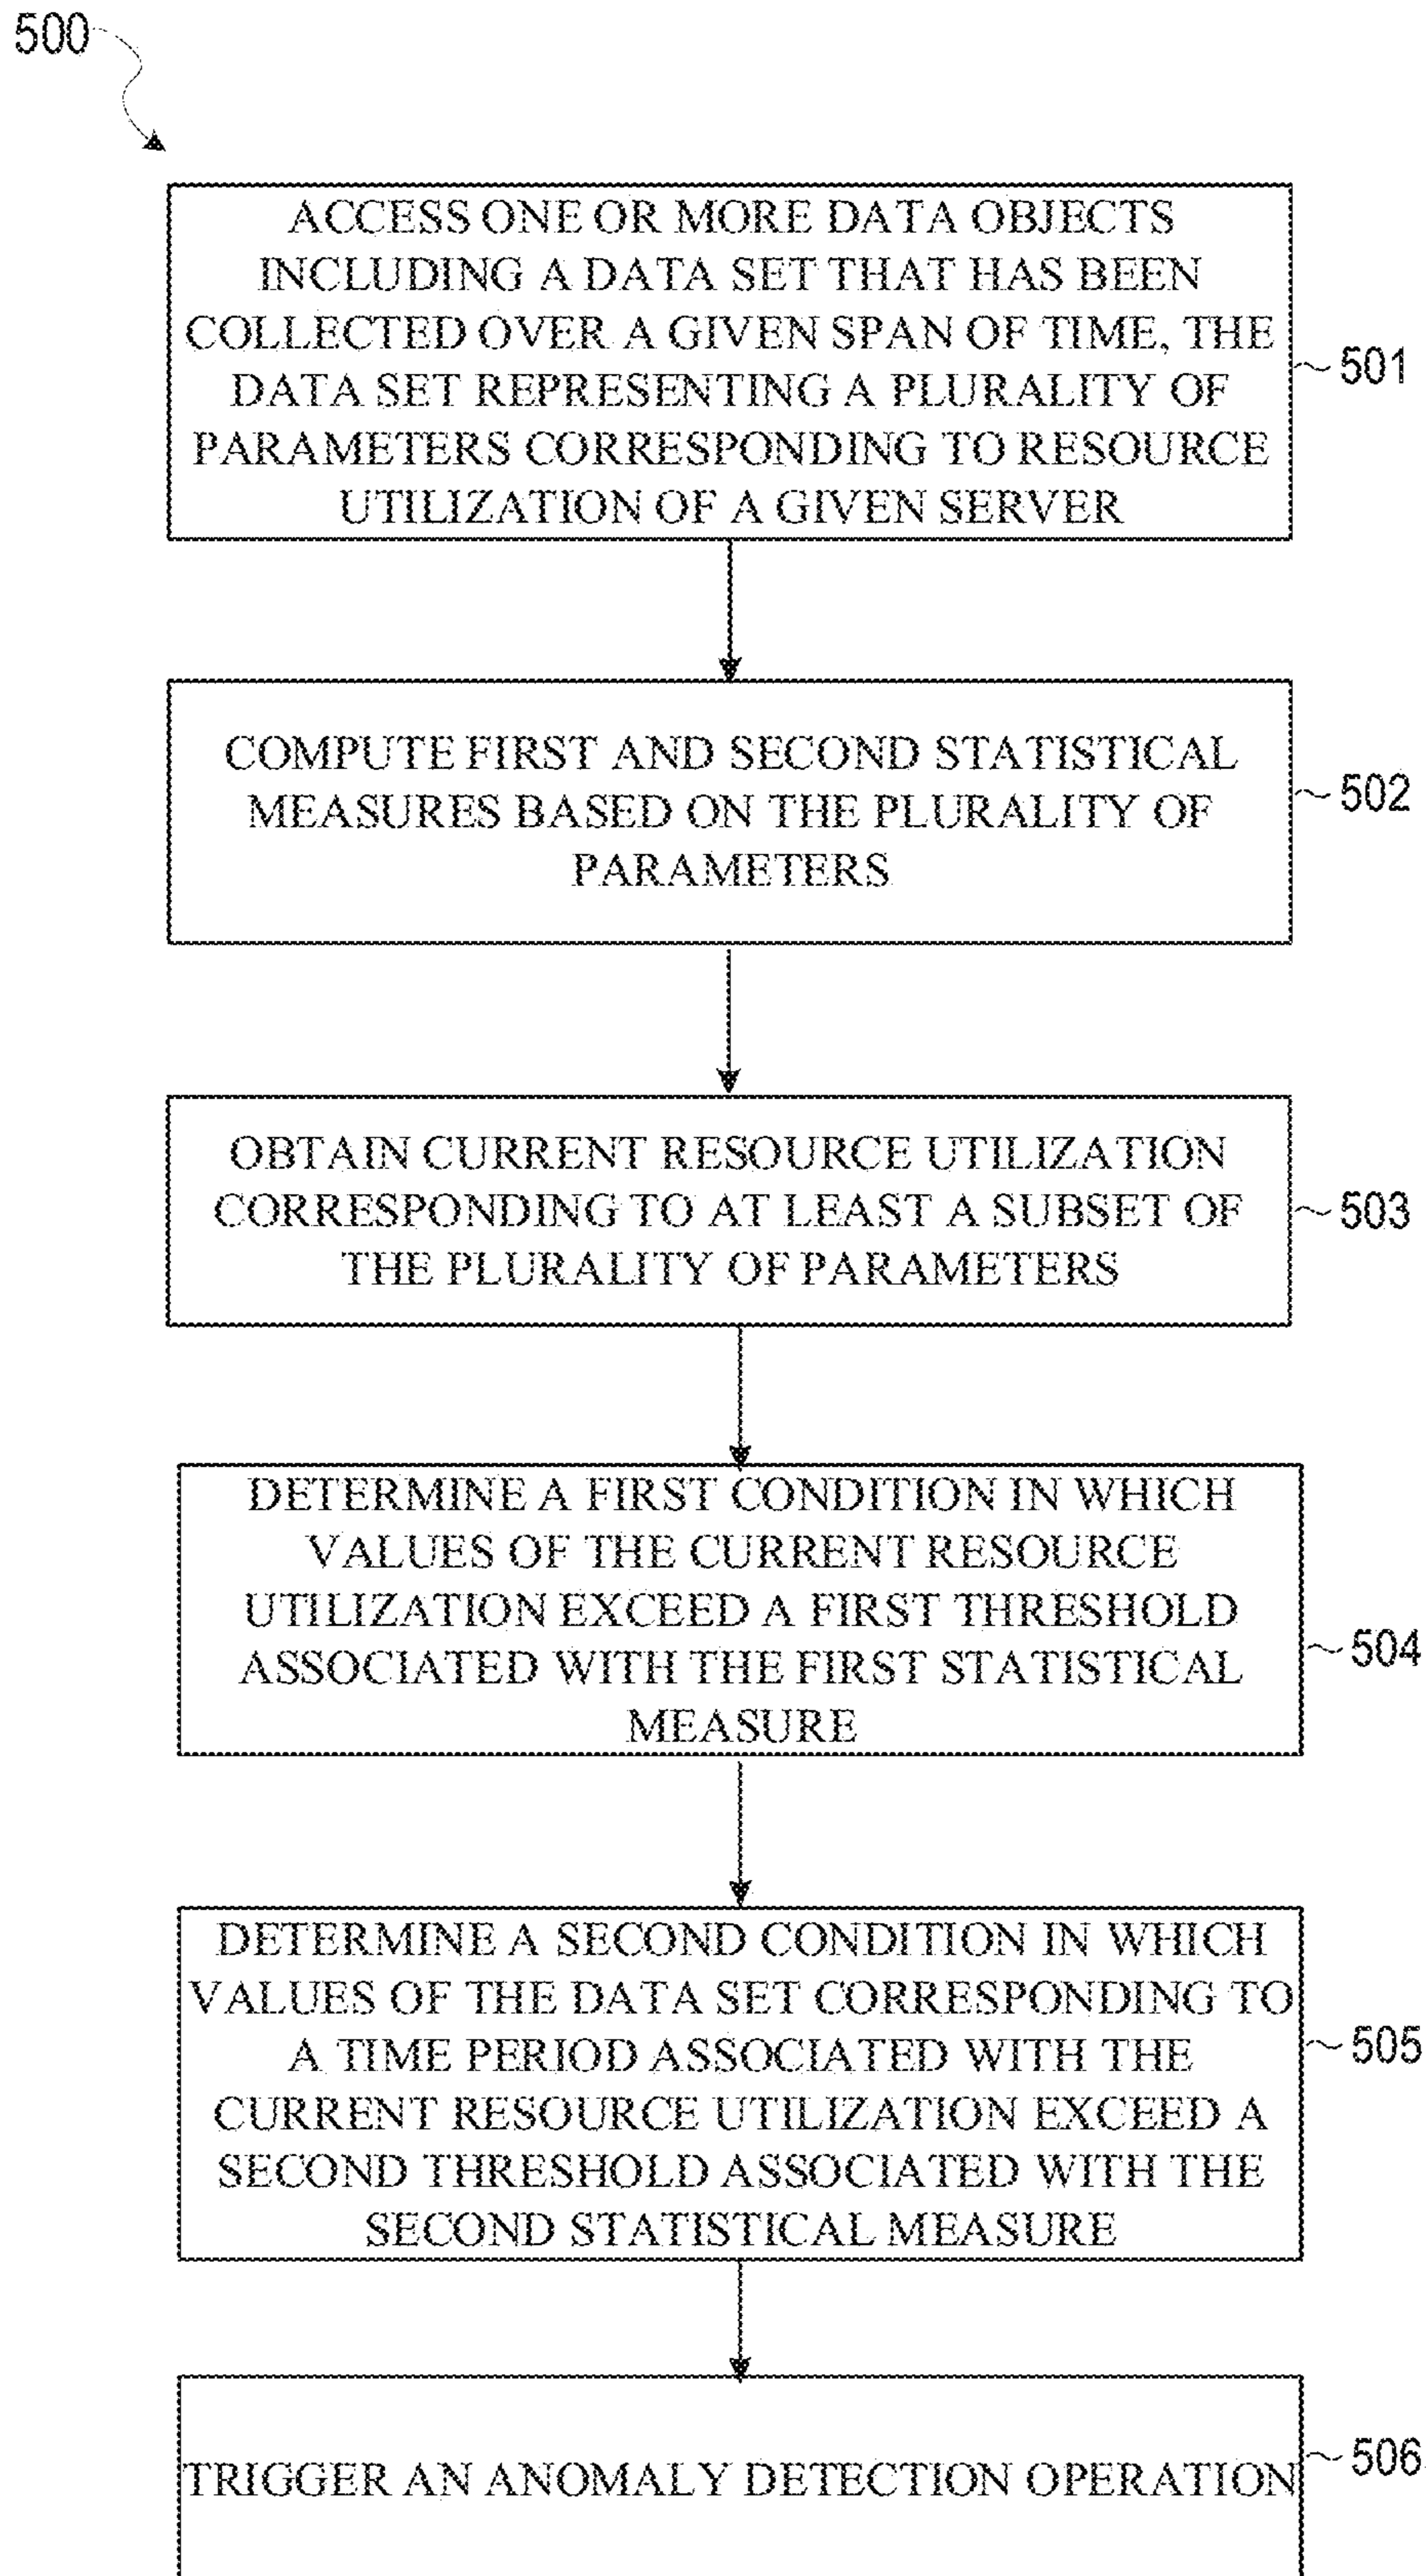 500
ACCESS ONE OR MORE DATA OBJECTS
INCLUDING A DATA SET THAT HAS BEEN
COLLECTED OVER A GIVEN SPAN OF TIME, THE
DATA SET REPRESENTING A PLURALITY OF
PARAMETERS CORRESPONDING TO RESOURCE
UTILIZATION OF A GIVEN SERVER
501
COMPUTE FIRST AND SECOND STATISTICAL
MEASURES BASED ON THE PLURALITY OF
PARAMETERS
502
OBTAIN CURRENT RESOURCE UTILIZATION
CORRESPONDING TO AT LEAST A SUBSET OF
THE PLURALITY OF PARAMETERS
503
DETERMINE A FIRST CONDITION IN WHICH
VALUES OF THE CURRENT RESOURCE
UTILIZATION EXCEED A FIRST THRESHOLD
ASSOCIATED WITH THE FIRST STATISTICAL
MEASURE
504
DETERMINE A SECOND CONDITION IN WHICH
VALUES OF THE DATA SET CORRESPONDING TO
A TIME PERIOD ASSOCIATED WITH THE
CURRENT RESOURCE UTILIZATION EXCEED A
SECOND THRESHOLD ASSOCIATED WITH THE
SECOND STATISTICAL MEASURE
505
TRIGGER AN ANOMALY DETECTION OPERATION
506